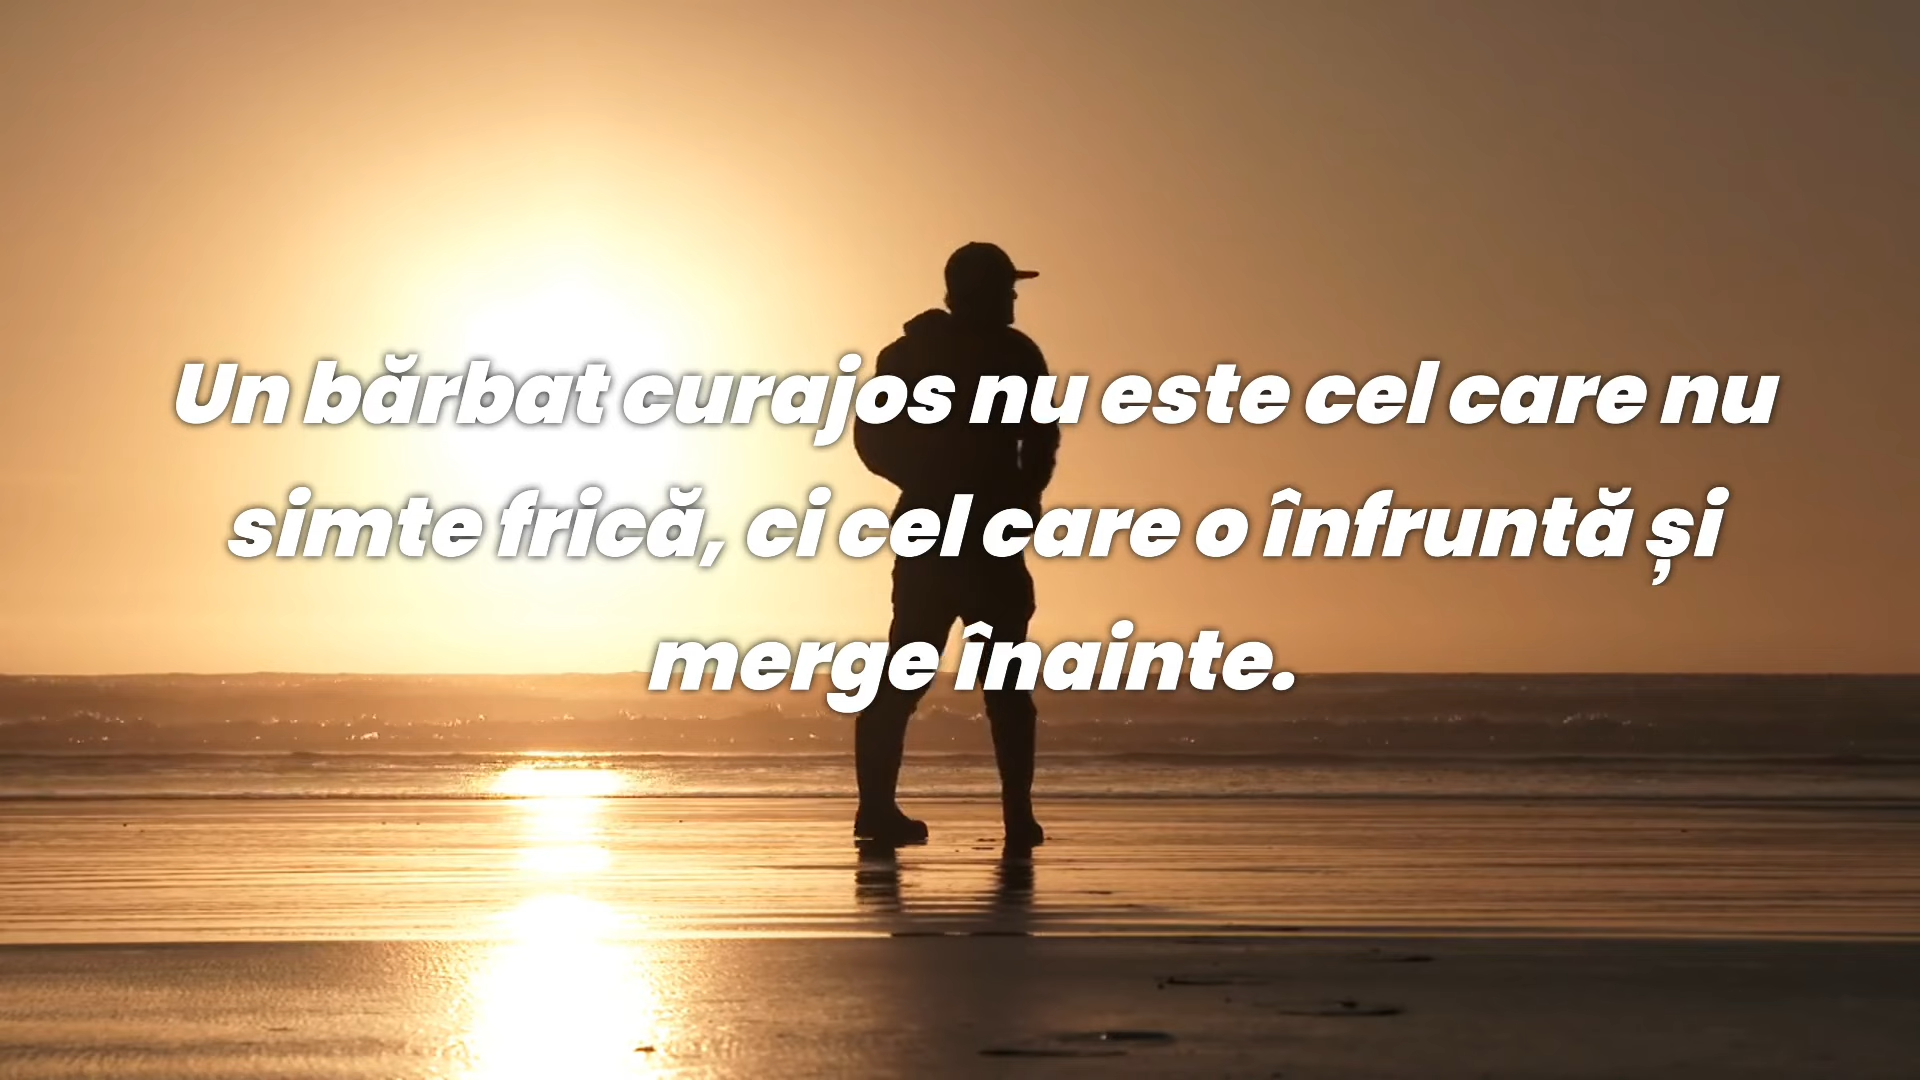 Un bărbat curajos nu este cel care nu
simte frică, ci cel care o înfruntă și
merge înainte.